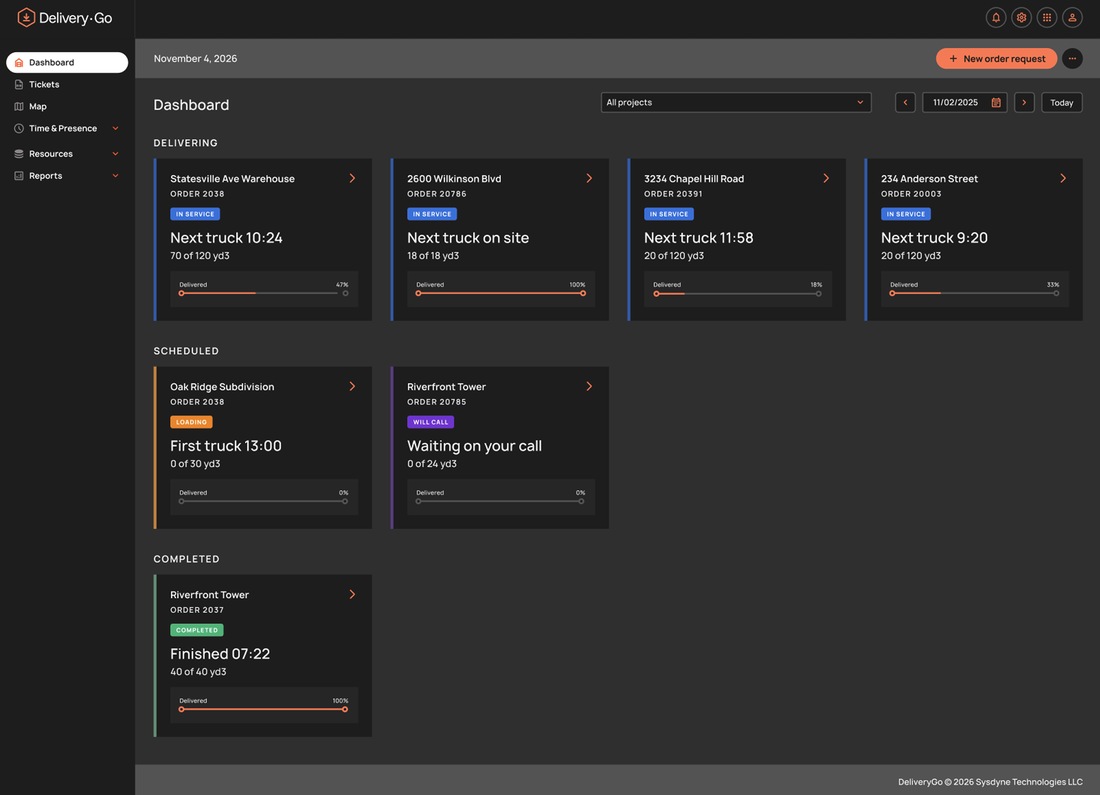 Delivery·Go
Dashboard
Tickets
Map
Time & Presence
Resources
Reports
November 4, 2026
+ New order request
Dashboard
All projects
11/02/2025
Today
DELIVERING
Statesville Ave Warehouse
ORDER 2038
IN SERVICE
Next truck 10:24
70 of 120 yd3
Delivered 47%
2600 Wilkinson Blvd
ORDER 20786
IN SERVICE
Next truck on site
18 of 18 yd3
Delivered 100%
3234 Chapel Hill Road
ORDER 20391
IN SERVICE
Next truck 11:58
20 of 120 yd3
Delivered 18%
234 Anderson Street
ORDER 20003
IN SERVICE
Next truck 9:20
20 of 120 yd3
Delivered 33%
SCHEDULED
Oak Ridge Subdivision
ORDER 2038
LOADING
First truck 13:00
0 of 30 yd3
Delivered 0%
Riverfront Tower
ORDER 20785
WILL CALL
Waiting on your call
0 of 24 yd3
Delivered 0%
COMPLETED
Riverfront Tower
ORDER 2037
COMPLETED
Finished 07:22
40 of 40 yd3
Delivered 100%
DeliveryGo © 2026 Sysdyne Technologies LLC